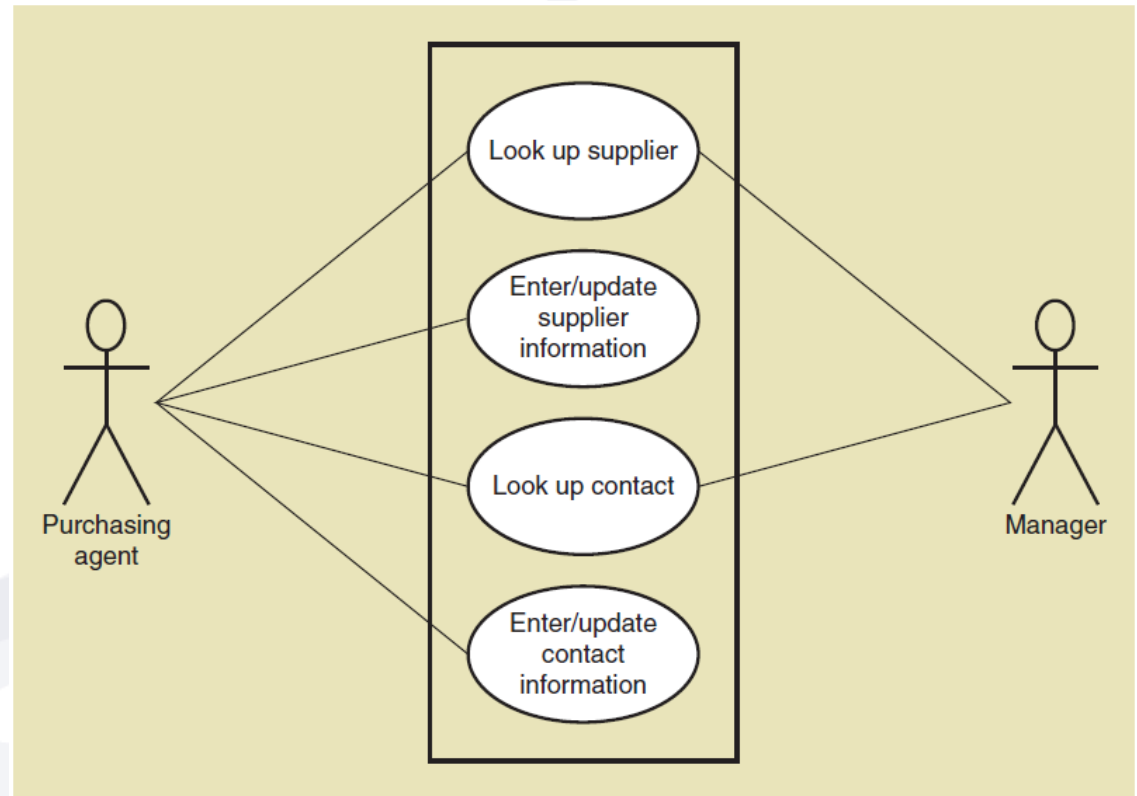 Look up supplier
Enter/update
supplier
information
Look up contact
Enter/update
contact
information
Purchasing
agent
Manager